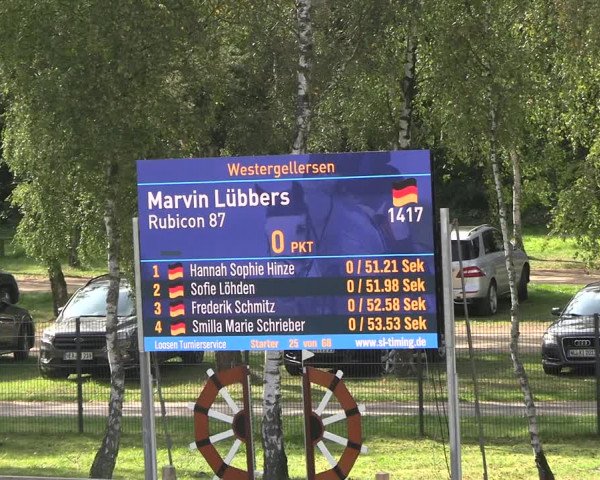 Westergellersen
Marvin Lübbers
Rubicon 87
1417
0 PKT
1 Hannah Sophie Hinze 0 / 51.21 Sek
2 Sofie Löhden 0 / 51.98 Sek
3 Frederik Schmitz 0 / 52.58 Sek
4 Smilla Marie Schrieber 0 / 53.53 Sek
Loosen Turnierservice Starter 25 von 68 www.sl-timing.de